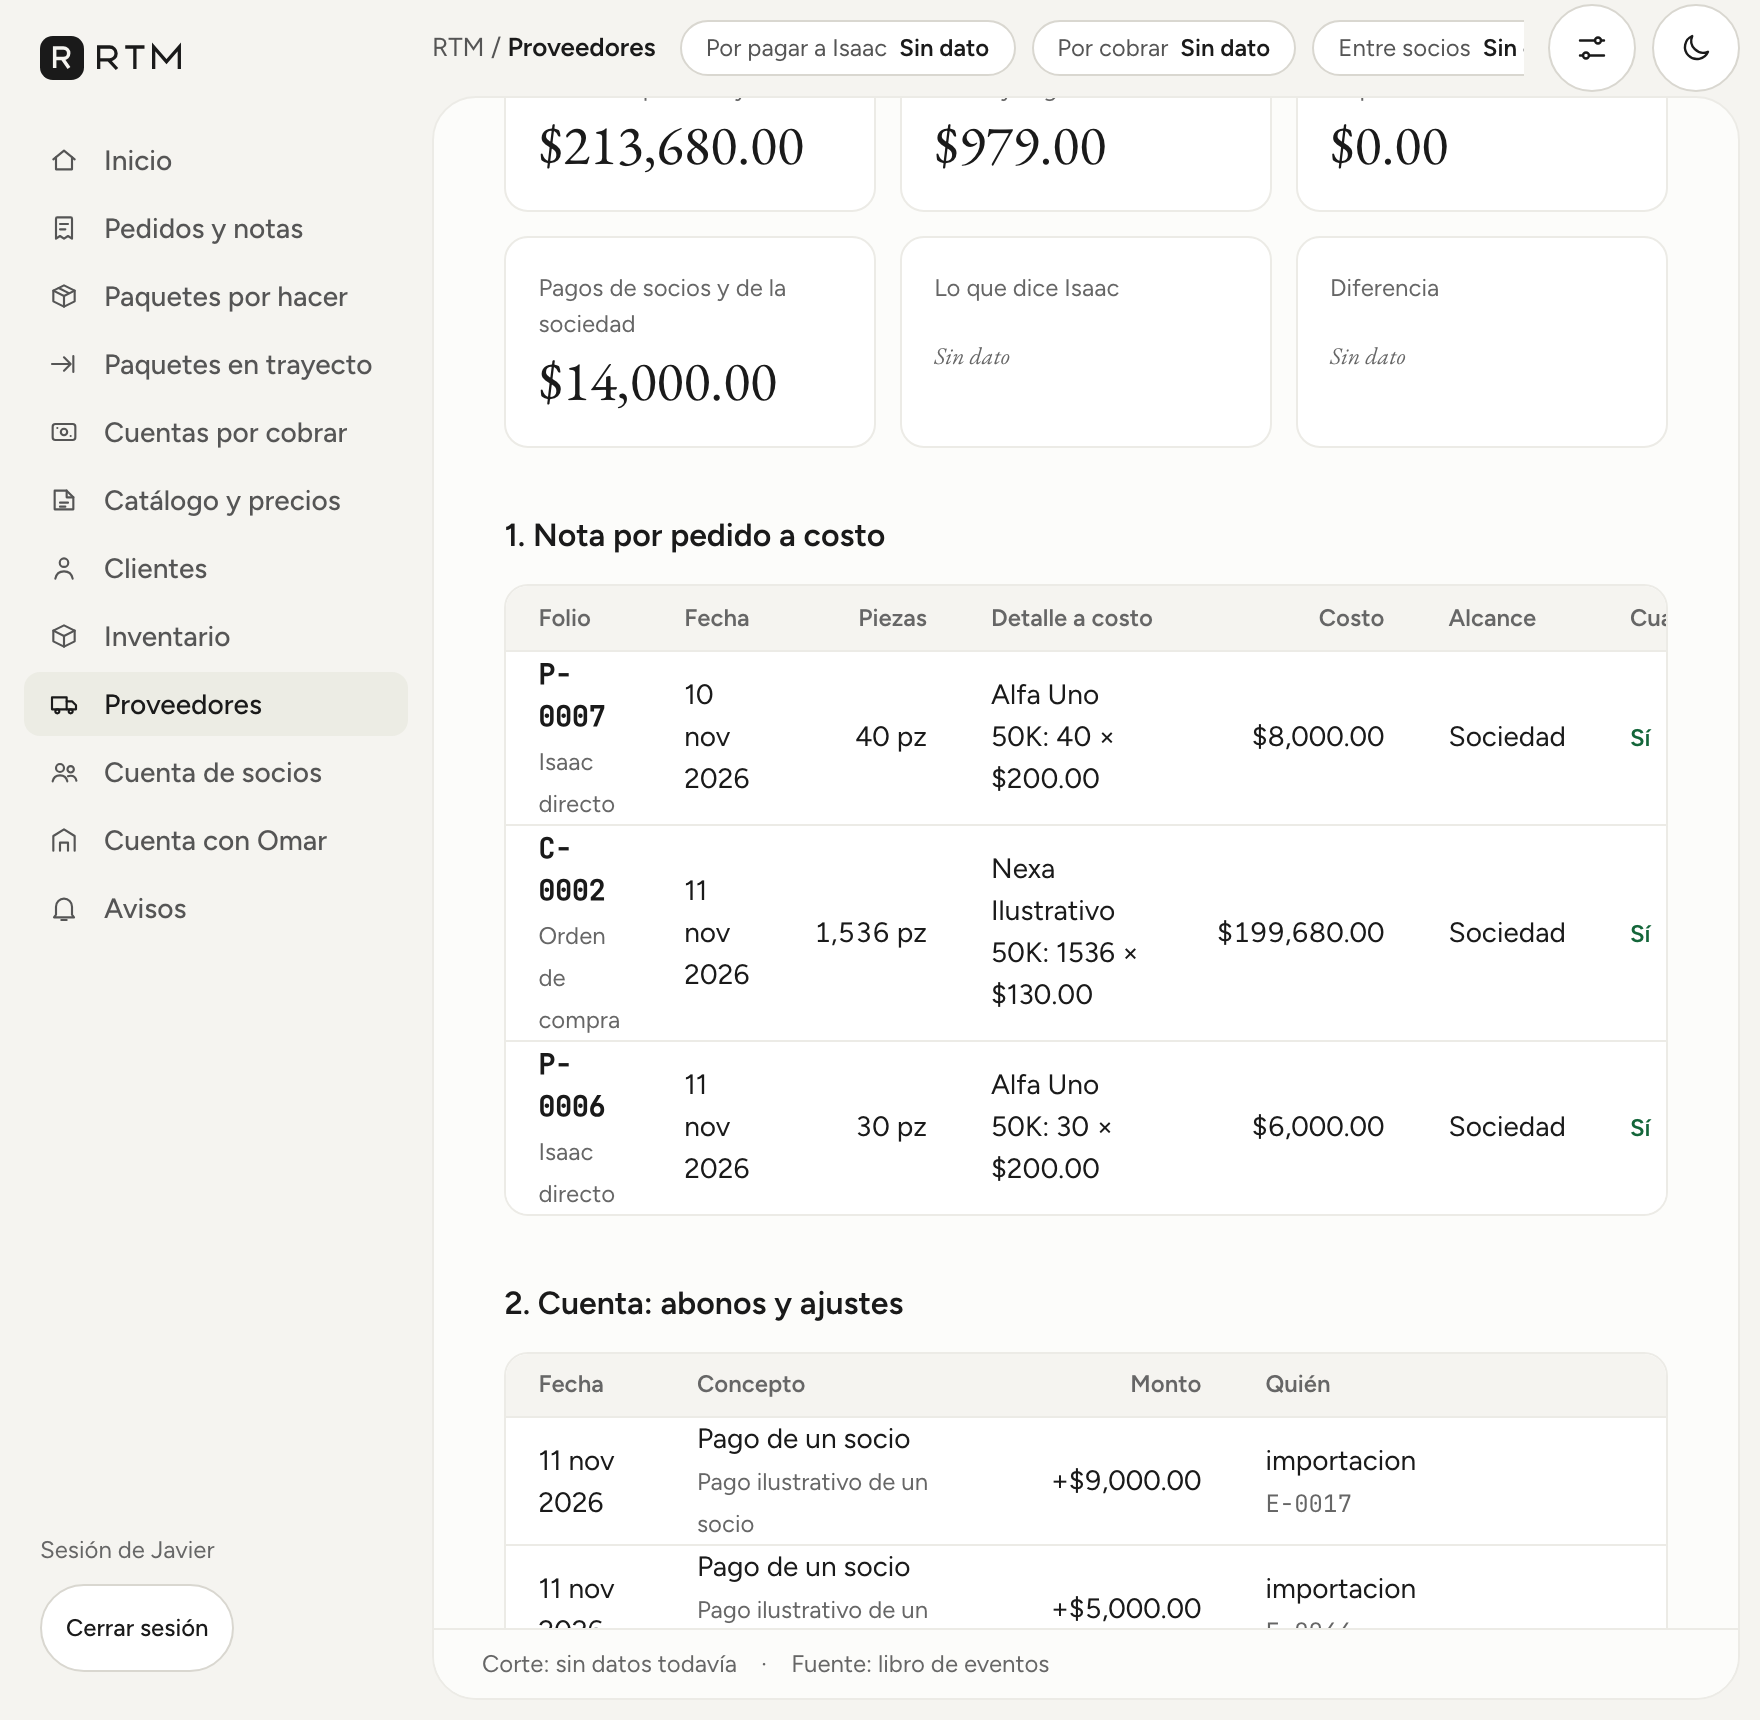 R RTM
RTM / Proveedores
Por pagar a Isaac Sin dato
Por cobrar Sin dato
Entre socios Sin
Inicio
Pedidos y notas
Paquetes por hacer
Paquetes en trayecto
Cuentas por cobrar
Catálogo y precios
Clientes
Inventario
Proveedores
Cuenta de socios
Cuenta con Omar
Avisos
Sesión de Javier
Cerrar sesión
$213,680.00
$979.00
$0.00
Pagos de socios y de la
sociedad
$14,000.00
Lo que dice Isaac
Sin dato
Diferencia
Sin dato
1. Nota por pedido a costo
Folio Fecha Piezas Detalle a costo Costo Alcance
P-
0007
Isaac
directo
10
nov
2026
40 pz
Alfa Uno
50K: 40 ×
$200.00
$8,000.00
Sociedad
Sí
C-
0002
Orden
de
compra
11
nov
2026
1,536 pz
Nexa
Ilustrativo
50K: 1536 ×
$130.00
$199,680.00
Sociedad
Sí
P-
0006
Isaac
directo
11
nov
2026
30 pz
Alfa Uno
50K: 30 ×
$200.00
$6,000.00
Sociedad
Sí
2. Cuenta: abonos y ajustes
Fecha Concepto Monto Quién
11 nov
2026
Pago de un socio
Pago ilustrativo de un
socio
+$9,000.00
importacion
E-0017
11 nov
2026
Pago de un socio
Pago ilustrativo de un
+$5,000.00
importacion
Corte: sin datos todavía · Fuente: libro de eventos